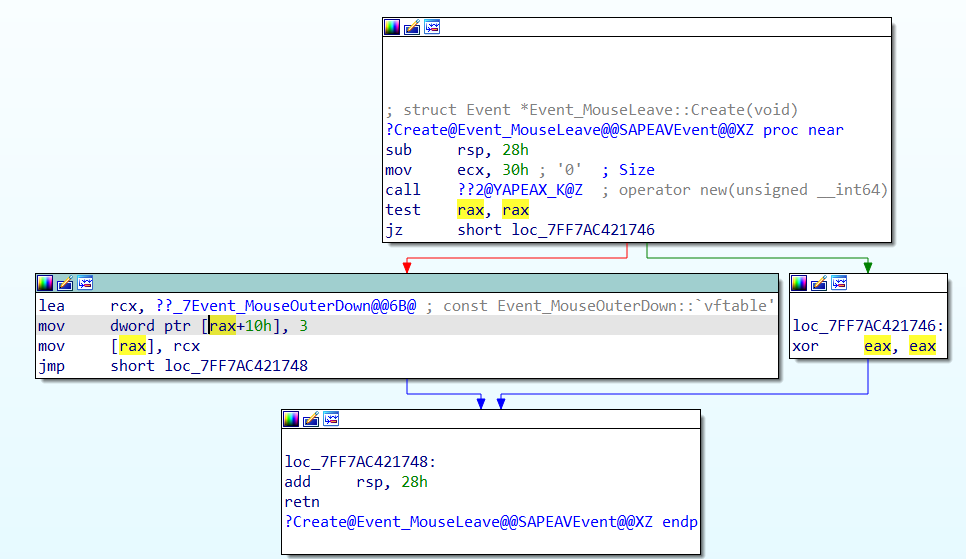 ; struct Event *Event_MouseLeave::Create(void)
?Create@Event_MouseLeave@@SAPEAVEvent@@XZ proc near
sub rsp, 28h
mov ecx, 30h ; '0' ; Size
call ??2@YAPEAX_K@Z ; operator new(unsigned __int64)
test rax, rax
jz short loc_7FF7AC421746
lea rcx, ??_7Event_MouseOuterDown@@6B@ ; const Event_MouseOuterDown::`vftable'
mov dword ptr [rax+10h], 3
mov [rax], rcx
jmp short loc_7FF7AC421748
loc_7FF7AC421746:
xor eax, eax
loc_7FF7AC421748:
add rsp, 28h
retn
?Create@Event_MouseLeave@@SAPEAVEvent@@XZ endp